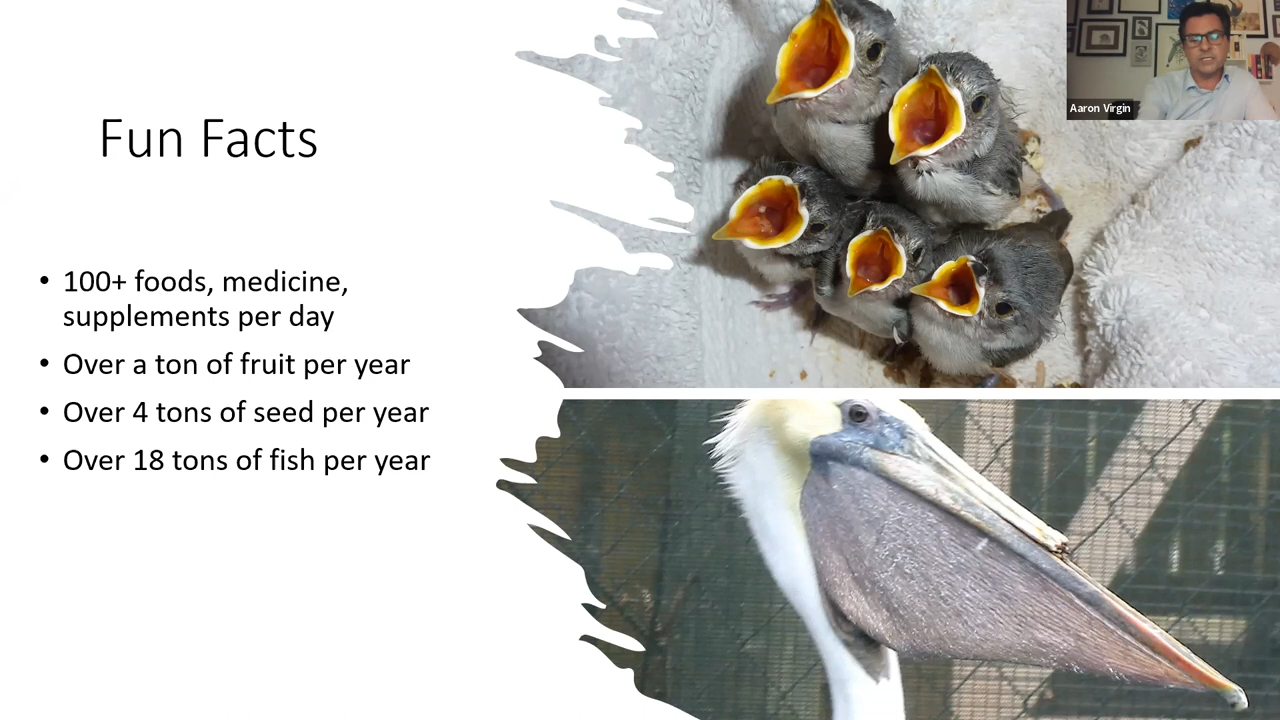 Fun Facts
• 100+ foods, medicine,
supplements per day
• Over a ton of fruit per year
• Over 4 tons of seed per year
• Over 18 tons of fish per year
Aaron Virgin